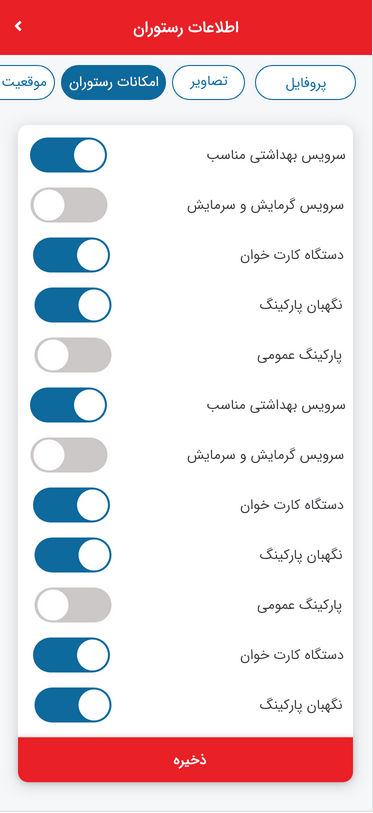 اطلاعات رستوران
پروفایل
تصاویر
امکانات رستوران
موقعیت
سرویس بهداشتی مناسب
سرویس گرمایش و سرمایش
دستگاه کارت خوان
نگهبان پارکینگ
پارکینگ عمومی
سرویس بهداشتی مناسب
سرویس گرمایش و سرمایش
دستگاه کارت خوان
نگهبان پارکینگ
پارکینگ عمومی
دستگاه کارت خوان
نگهبان پارکینگ
ذخیره